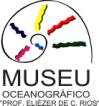 MUSEU
OCEANOGRÁFICO
"PROF. ELIÉZER DE C. RIOS"